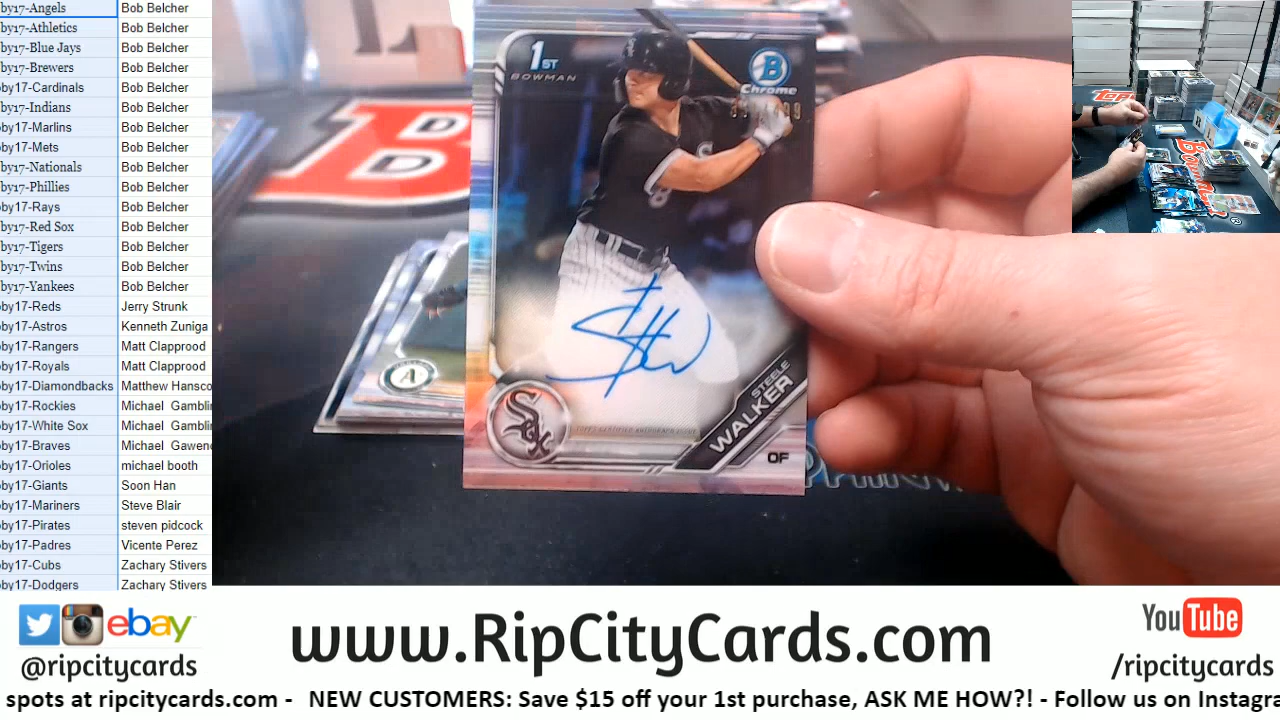 by17-Angels Bob Belcher
by17-Athletics Bob Belcher
by17-Blue Jays Bob Belcher
by17-Brewers Bob Belcher
by17-Cardinals Bob Belcher
by17-Indians Bob Belcher
by17-Marlins Bob Belcher
by17-Mets Bob Belcher
by17-Nationals Bob Belcher
by17-Phillies Bob Belcher
by17-Rays Bob Belcher
by17-Red Sox Bob Belcher
by17-Tigers Bob Belcher
by17-Twins Bob Belcher
by17-Yankees Bob Belcher
by17-Reds Jerry Strunk
by17-Astros Kenneth Zuniga
by17-Rangers Matt Clapprood
by17-Royals Matt Clapprood
by17-Diamondbacks Matthew Hansco
by17-Rockies Michael Gamblin
by17-White Sox Michael Gamblin
by17-Braves Michael Gawenc
by17-Orioles michael booth
by17-Giants Soon Han
by17-Mariners Steve Blair
by17-Pirates steven pidcock
by17-Padres Vicente Perez
by17-Cubs Zachary Stivers
by17-Dodgers Zachary Stivers
1ST
BOWMAN
B
Chrome
Sox
STEELE
WALKER
OF
A
B
ebay
@ripcitycards
www.RipCityCards.com
YouTube
/ripcitycards
spots at ripcitycards.com - NEW CUSTOMERS: Save $15 off your 1st purchase, ASK ME HOW?! - Follow us on Instagra